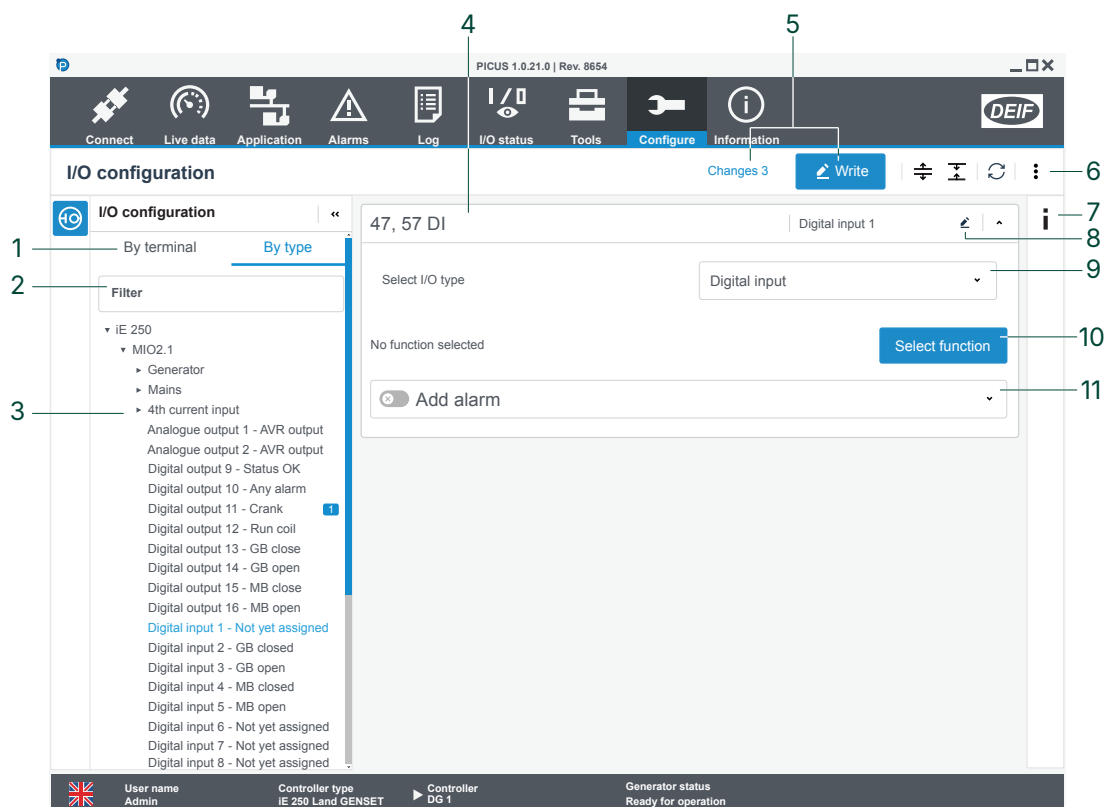 4
5
PICUS 1.0.21.0 | Rev. 8654
Connect
Live data
Application
Alarms
Log
I/O status
Tools
Configure
Information
DEIF
I/O configuration
Changes 3
Write
6
I/O configuration
«
47, 57 DI
Digital input 1
7
8
1
By terminal
By type
Select I/O type
Digital input
9
2
Filter
iE 250
MIO2.1
No function selected
Select function
10
Generator
Mains
3
4th current input
Add alarm
11
Analogue output 1 - AVR output
Analogue output 2 - AVR output
Digital output 9 - Status OK
Digital output 10 - Any alarm
Digital output 11 - Crank
1
Digital output 12 - Run coil
Digital output 13 - GB close
Digital output 14 - GB open
Digital output 15 - MB close
Digital output 16 - MB open
Digital input 1 - Not yet assigned
Digital input 2 - GB closed
Digital input 3 - GB open
Digital input 4 - MB closed
Digital input 5 - MB open
Digital input 6 - Not yet assigned
Digital input 7 - Not yet assigned
Digital input 8 - Not yet assigned
User name
Admin
Controller type
iE 250 Land GENSET
Controller
DG 1
Generator status
Ready for operation